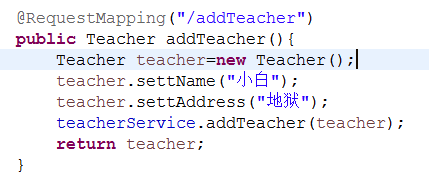 @RequestMapping("/addTeacher")
public Teacher addTeacher(){
Teacher teacher=new Teacher();
teacher.settName("小白");
teacher.settAddress("地狱");
teacherService.addTeacher(teacher);
return teacher;
}